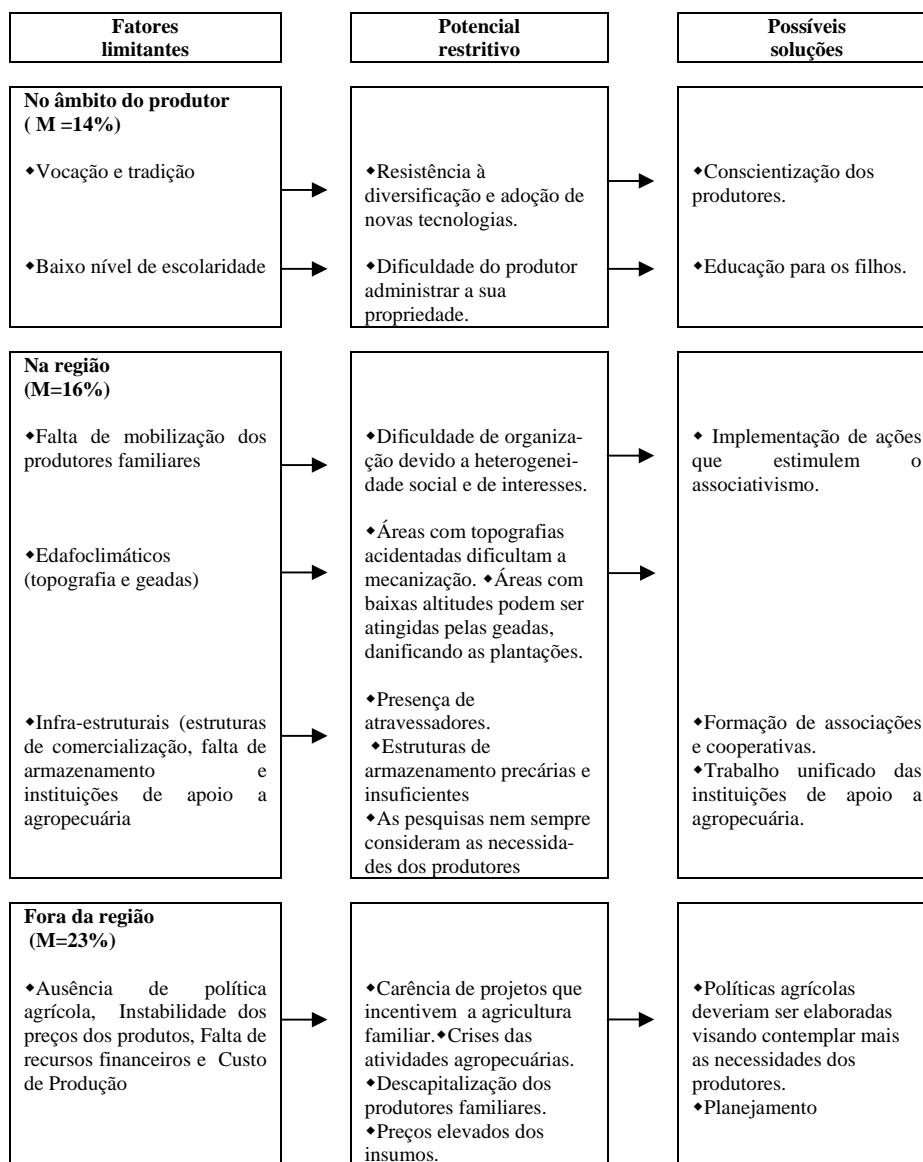 Fatores
limitantes
Potencial
restritivo
Possíveis
soluções
No âmbito do produtor
( M =14%)
◆Vocação e tradição
◆Baixo nível de escolaridade
◆Resistência à
diversificação e adoção de
novas tecnologias.
◆Dificuldade do produtor
administrar a sua
propriedade.
◆Conscientização dos
produtores.
◆Educação para os filhos.
Na região
(M=16%)
◆Falta de mobilização dos
produtores familiares
◆Edafoclimáticos
(topografia e geadas)
◆Infra-estruturais (estruturas
de comercialização, falta de
armazenamento e
instituições de apoio a
agropecuária
◆Dificuldade de organiza-
ção devido a heterogenei-
dade social e de interesses.
◆Áreas com topografias
acidentadas dificultam a
mecanização. ◆Áreas com
baixas altitudes podem ser
atingidas pelas geadas,
danificando as plantações.
◆Presença de
atravessadores.
◆Estruturas de
armazenamento precárias e
insuficientes
◆As pesquisas nem sempre
consideram as necessida-
des dos produtores
◆ Implementação de ações
que estimulem o
associativismo.
◆Formação de associações
e cooperativas.
◆Trabalho unificado das
instituições de apoio a
agropecuária.
Fora da região
(M=23%)
◆Ausência de política
agrícola, Instabilidade dos
preços dos produtos, Falta de
recursos financeiros e Custo
de Produção
◆Carência de projetos que
incentivem a agricultura
familiar.◆Crises das
atividades agropecuárias.
◆Descapitalização dos
produtores familiares.
◆Preços elevados dos
insumos.
◆Políticas agrícolas
deveriam ser elaboradas
visando contemplar mais
as necessidades dos
produtores.
◆Planejamento